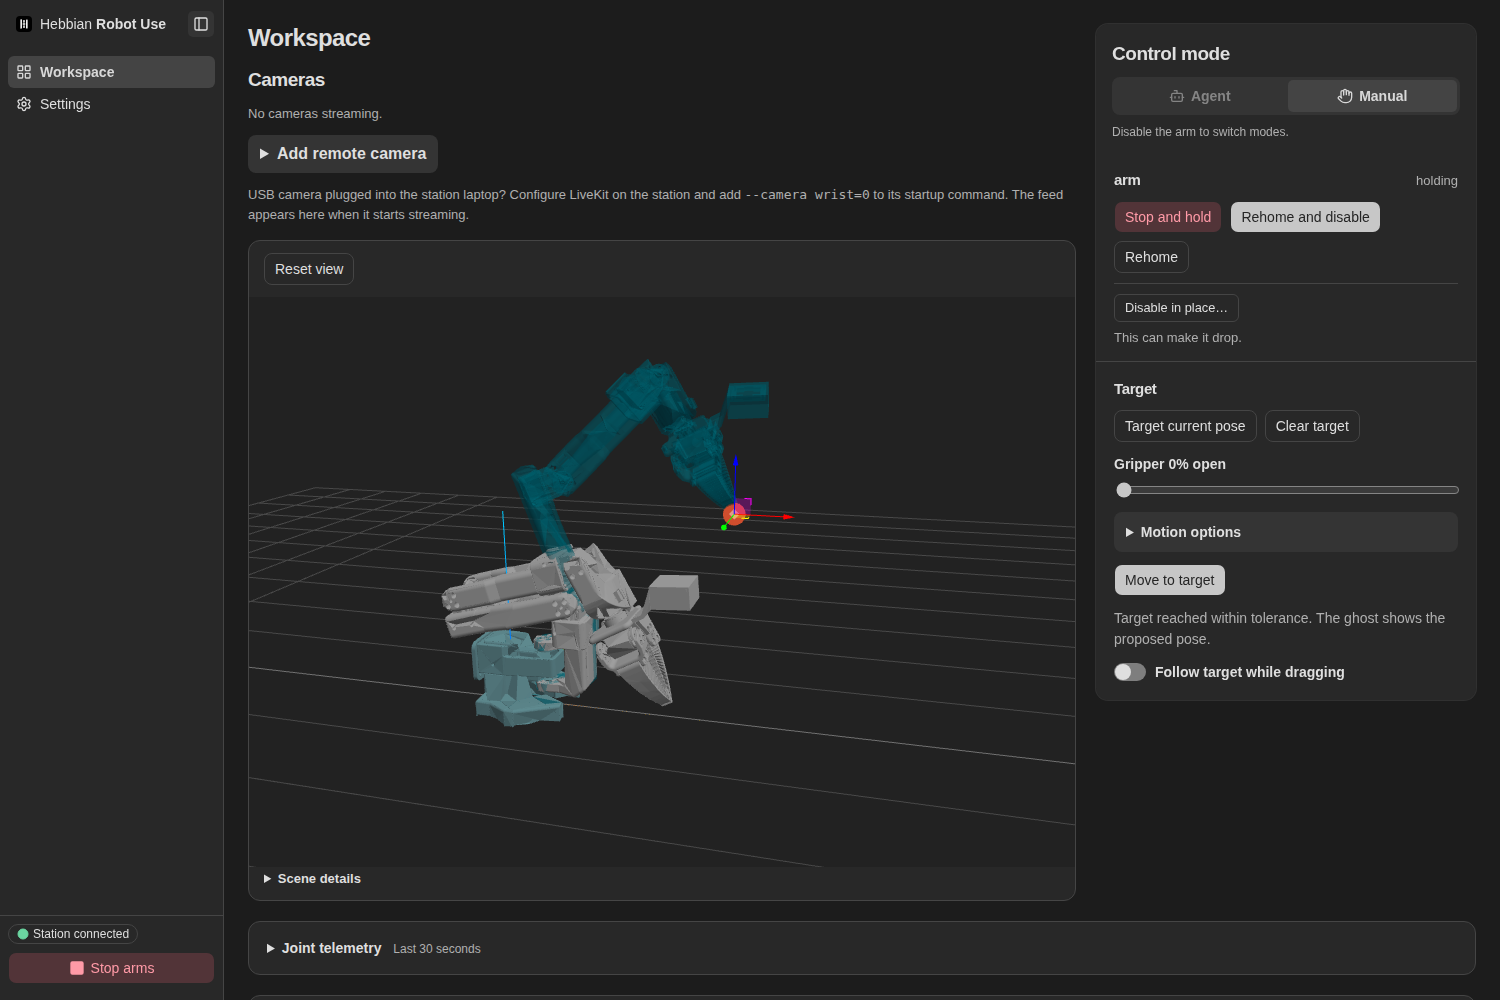 Hebbian Robot Use
Workspace
Settings
Station connected
Stop arms
Workspace
Cameras
No cameras streaming.
Add remote camera
USB camera plugged into the station laptop? Configure LiveKit on the station and add --camera wrist=0 to its startup command. The feed
appears here when it starts streaming.
Reset view
Scene details
Joint telemetry Last 30 seconds
Control mode
Agent
Manual
Disable the arm to switch modes.
arm
holding
Stop and hold
Rehome and disable
Rehome
Disable in place…
This can make it drop.
Target
Target current pose
Clear target
Gripper 0% open
Motion options
Move to target
Target reached within tolerance. The ghost shows the
proposed pose.
Follow target while dragging